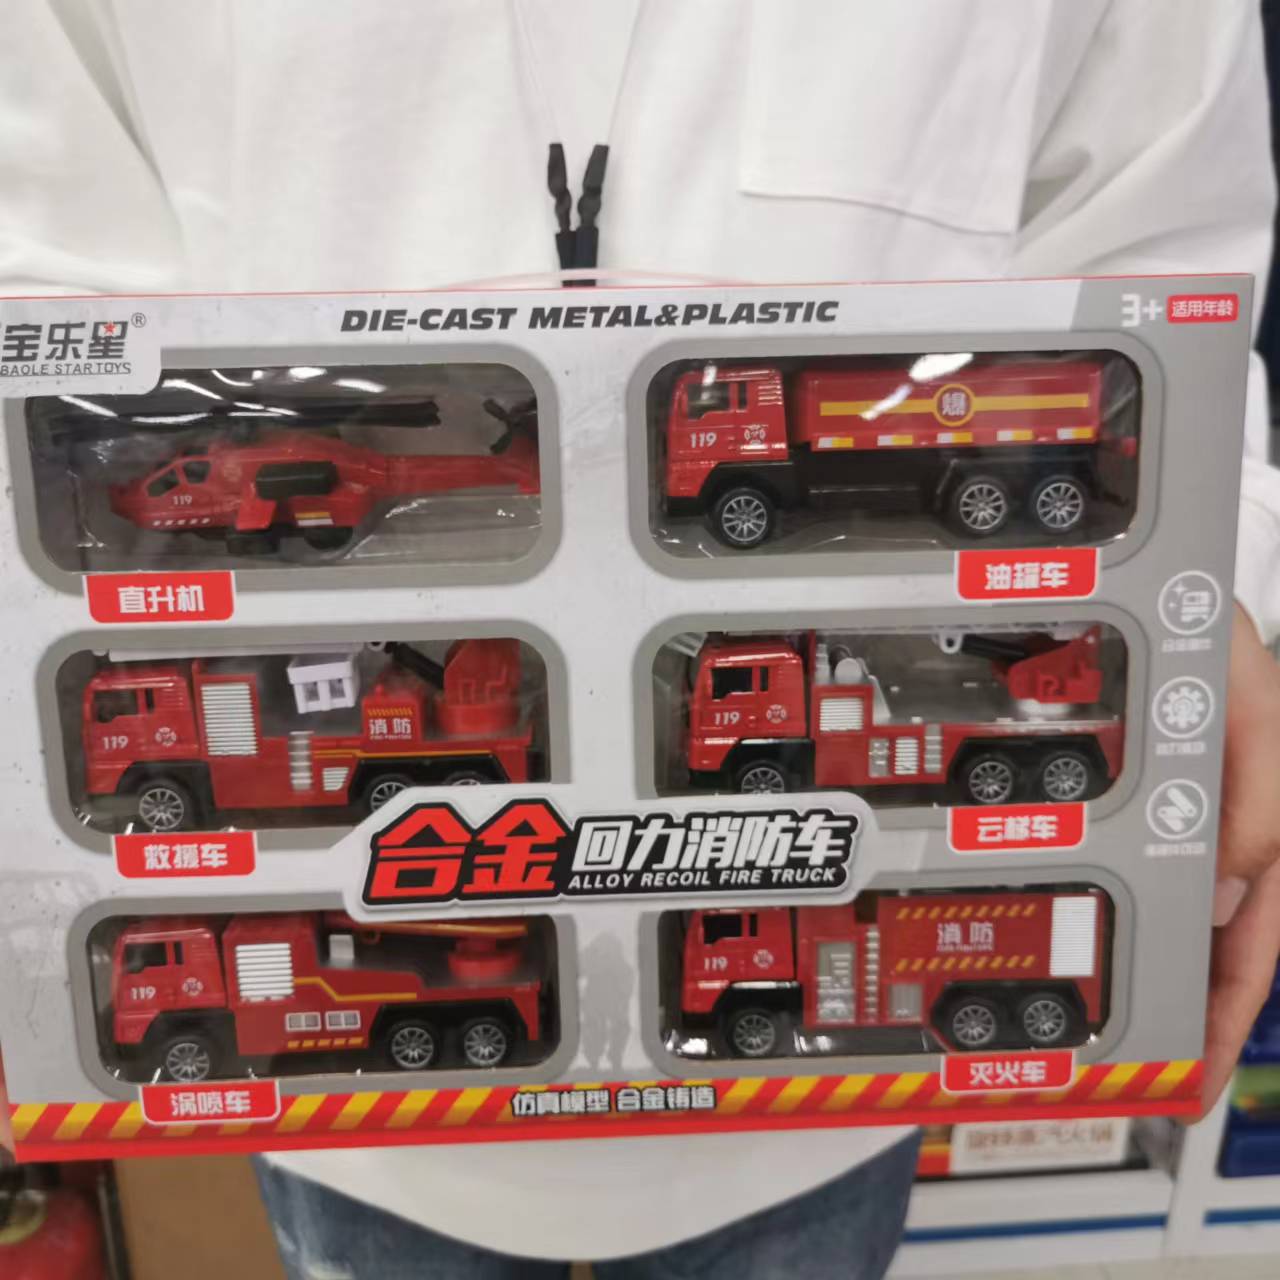 宝乐星®
BAOLE STAR TOYS
DIE-CAST METAL&PLASTIC
3+ 适用年龄
119
直升机
119
爆
油罐车
119
消防
救援车
119
云梯车
合金回力消防车
ALLOY RECOIL FIRE TRUCK
119
涡喷车
119
消防
灭火车
仿真模型 合金铸造